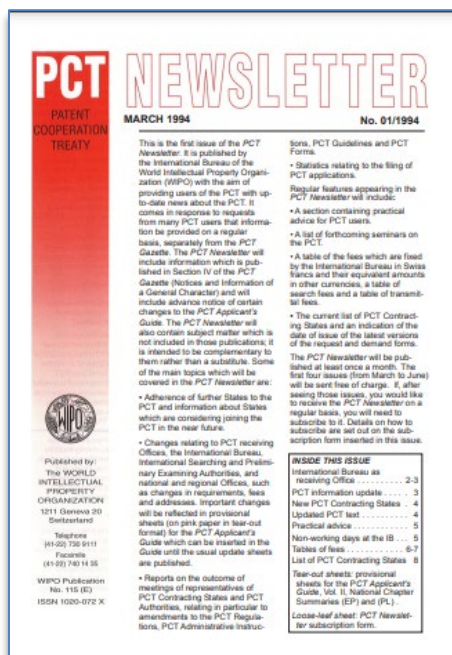 PCT NEWSLETTER
PATENT
COOPERATION
TREATY
MARCH 1994
No. 01/1994
This is the first issue of the PCT
Newsletter. It is published by
the International Bureau of the
World Intellectual Property Organi-
zation (WIPO) with the aim of
providing users of the PCT with up-
to-date news about the PCT. It
comes in response to requests
from many PCT users that informa-
tion be provided on a regular
basis, separately from the PCT
Gazette. The PCT Newsletter will
include information which is pub-
lished in Section IV of the PCT
Gazette (Notices and Information of
a General Character) and will
include advance notice of certain
changes to the PCT Applicant's
Guide. The PCT Newsletter will
also contain subject matter which is
not included in those publications; it
is intended to be complementary to
them rather than a substitute. Some
of the main topics which will be
covered in the PCT Newsletter are:
• Adherence of further States to the
PCT and information about States
which are considering joining the
PCT in the near future.
• Changes relating to PCT receiving
Offices, the International Bureau,
International Searching and Prelimi-
nary Examining Authorities, and
national and regional Offices, such
as changes in requirements, fees
and addresses. Important changes
will be reflected in provisional
sheets (on pink paper in tear-out
format) for the PCT Applicant's
Guide which can be inserted in the
Guide until the usual update sheets
are published.
• Reports on the outcome of
meetings of representatives of
PCT Contracting States and PCT
Authorities, relating in particular to
amendments to the PCT Regula-
tions, PCT Administrative Instruc-
tions, PCT Guidelines and PCT
Forms.
• Statistics relating to the filing of
PCT applications.
Regular features appearing in the
PCT Newsletter will include:
• A section containing practical
advice for PCT users.
• A list of forthcoming seminars on
the PCT.
• A table of the fees which are fixed
by the International Bureau in Swiss
francs and their equivalent amounts
in other currencies, a table of
search fees and a table of transmit-
tal fees.
• The current list of PCT Contract-
ing States and an indication of the
date of issue of the latest versions
of the request and demand forms.
The PCT Newsletter will be pub-
lished at least once a month. The
first four issues (from March to June)
will be sent free of charge. If, after
seeing those issues, you would like
to receive the PCT Newsletter on a
regular basis, you will need to
subscribe to it. Details on how to
subscribe are set out on the sub-
scription form inserted in this issue.
INSIDE THIS ISSUE
International Bureau as
receiving Office . . . . . . . . . . 2-3
PCT information update . . . . 3
New PCT Contracting States . 4
Updated PCT text . . . . . . . . . 4
Practical advice . . . . . . . . . . 5
Non-working days at the IB . . . 5
Tables of fees . . . . . . . . . . . 6-7
List of PCT Contracting States 8
Tear-out sheets: provisional
sheets for the PCT Applicant's
Guide, Vol. II, National Chapter
Summaries (EP) and (PL) .
Loose-leaf sheet: PCT Newslet-
ter subscription form.
WIPO
Published by:
The WORLD
INTELLECTUAL
PROPERTY
ORGANIZATION
1211 Geneva 20
Switzerland
Telephone
(41-22) 730 9111
Facsimile
(41-22) 740 14 35
WIPO Publication
No. 115 (E)
ISSN 1020-072 X